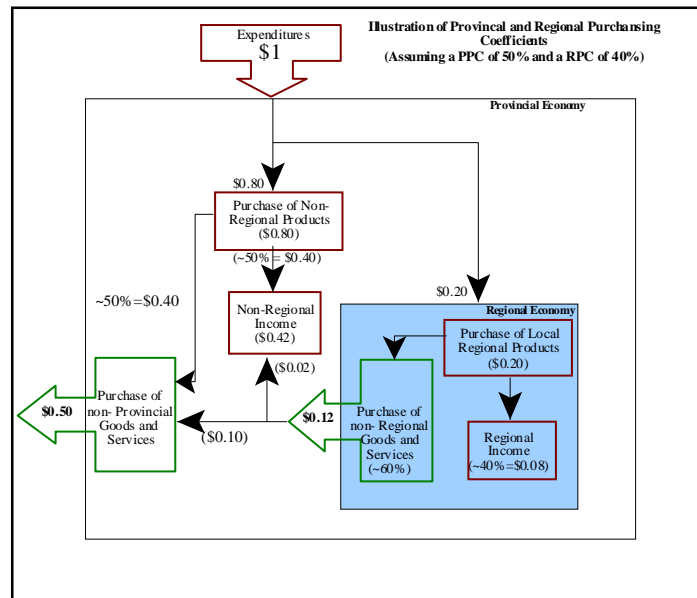 Illustration of Provincal and Regional Purchansing
Coefficients
(Assuming a PPC of 50% and a RPC of 40%)
Expenditures
$1
Provincial Economy
$0.80
Purchase of Non-
Regional Products
($0.80)
(~50% = $0.40)
~50%=$0.40
$0.20
Non-Regional
Income
($0.42)
Regional Economy
Purchase of Local
Regional Products
($0.20)
($0.02)
$0.50
Purchase of
non- Provincial
Goods and
Services
($0.10)
$0.12
Purchase of
non- Regional
Goods and
Services
(~60%)
Regional
Income
(~40%=$0.08)